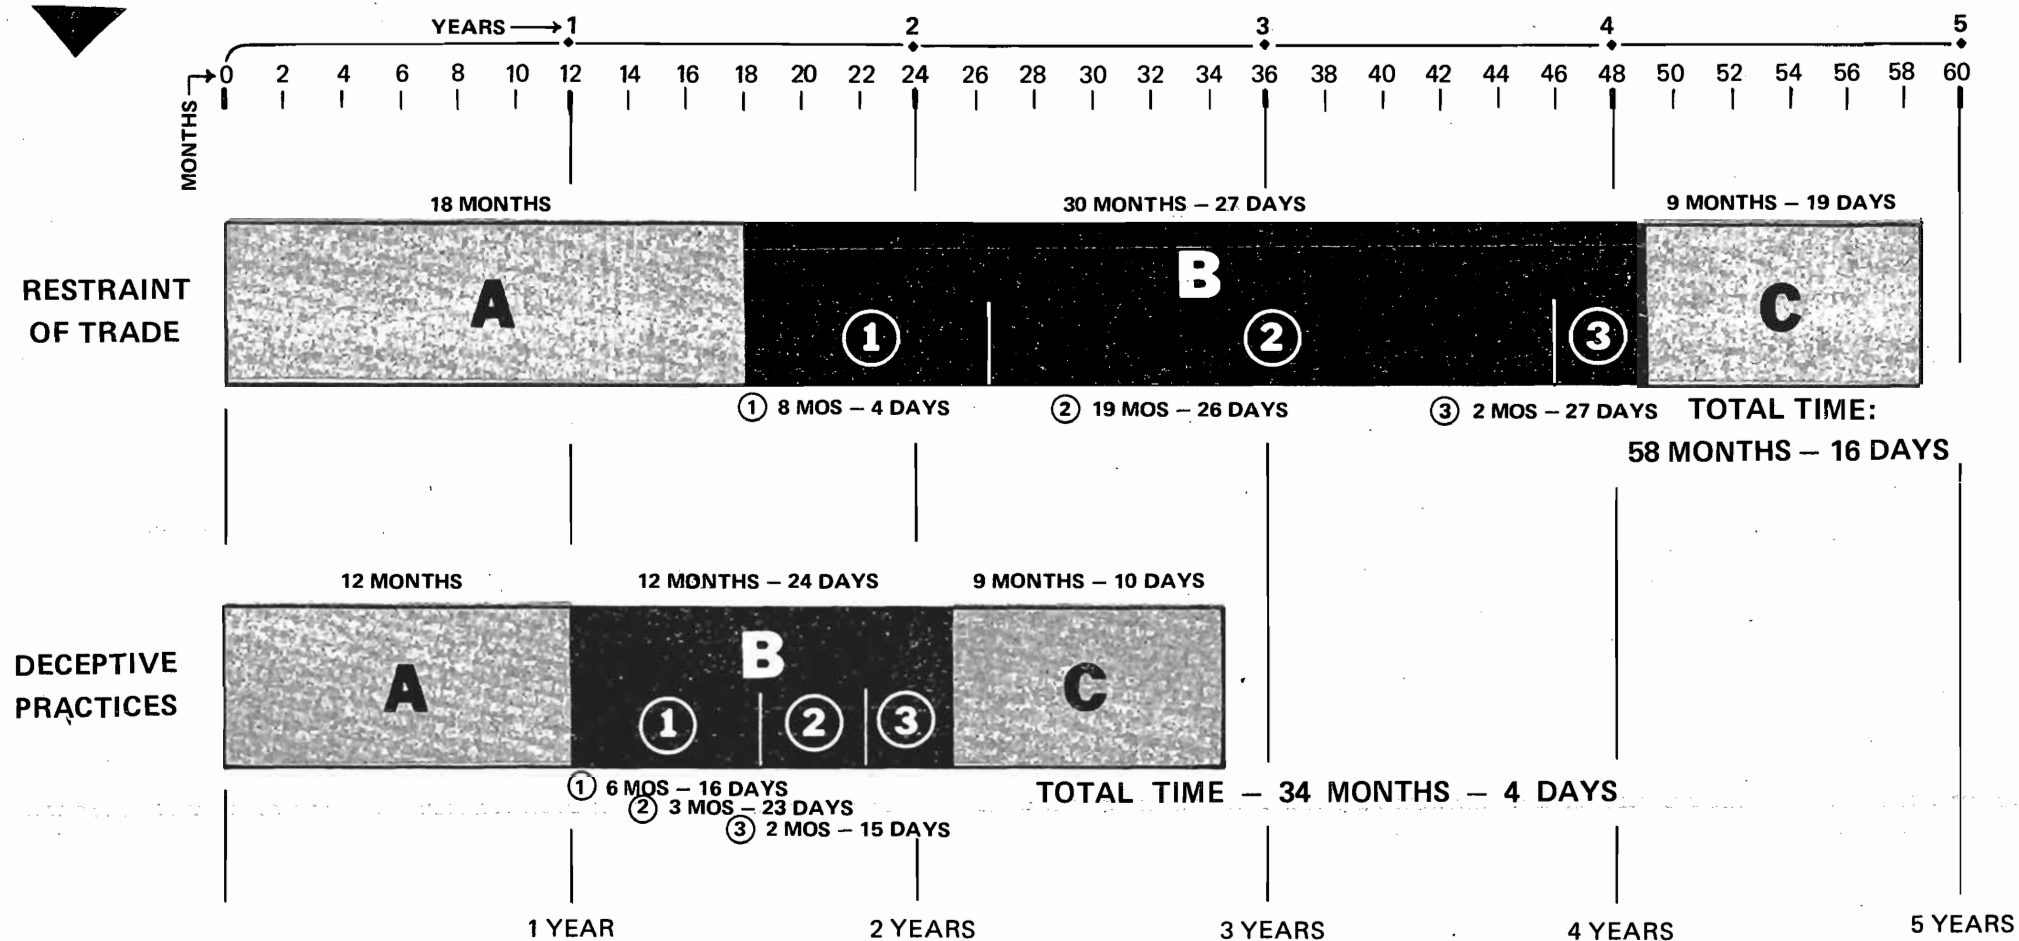 YEARS → 1 2 3 4 5
MONTHS → 0 2 4 6 8 10 12 14 16 18 20 22 24 26 28 30 32 34 36 38 40 42 44 46 48 50 52 54 56 58 60
18 MONTHS 30 MONTHS – 27 DAYS 9 MONTHS – 19 DAYS
RESTRAINT
OF TRADE
A B C
① ② ③
① 8 MOS – 4 DAYS ② 19 MOS – 26 DAYS ③ 2 MOS – 27 DAYS
TOTAL TIME:
58 MONTHS – 16 DAYS
12 MONTHS 12 MONTHS – 24 DAYS 9 MONTHS – 10 DAYS
DECEPTIVE
PRACTICES
A B C
① ② ③
① 6 MOS – 16 DAYS
② 3 MOS – 23 DAYS
③ 2 MOS – 15 DAYS
TOTAL TIME – 34 MONTHS – 4 DAYS
1 YEAR 2 YEARS 3 YEARS 4 YEARS 5 YEARS